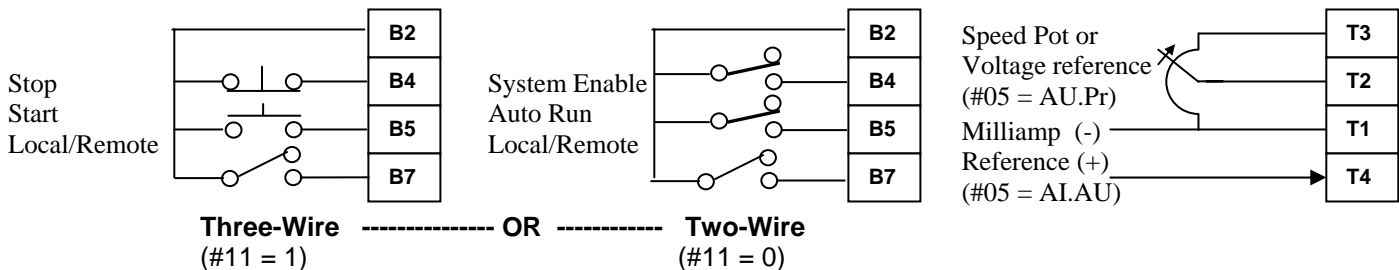 B2
Stop
B4
Start
B5
Local/Remote
B7
Three-Wire --------------- OR ------------ Two-Wire
(#11 = 1) (#11 = 0)
B2
System Enable
B4
Auto Run
B5
Local/Remote
B7
Speed Pot or
Voltage reference
(#05 = AU.Pr)
Milliamp (-)
Reference (+)
(#05 = AI.AU)
T3
T2
T1
T4